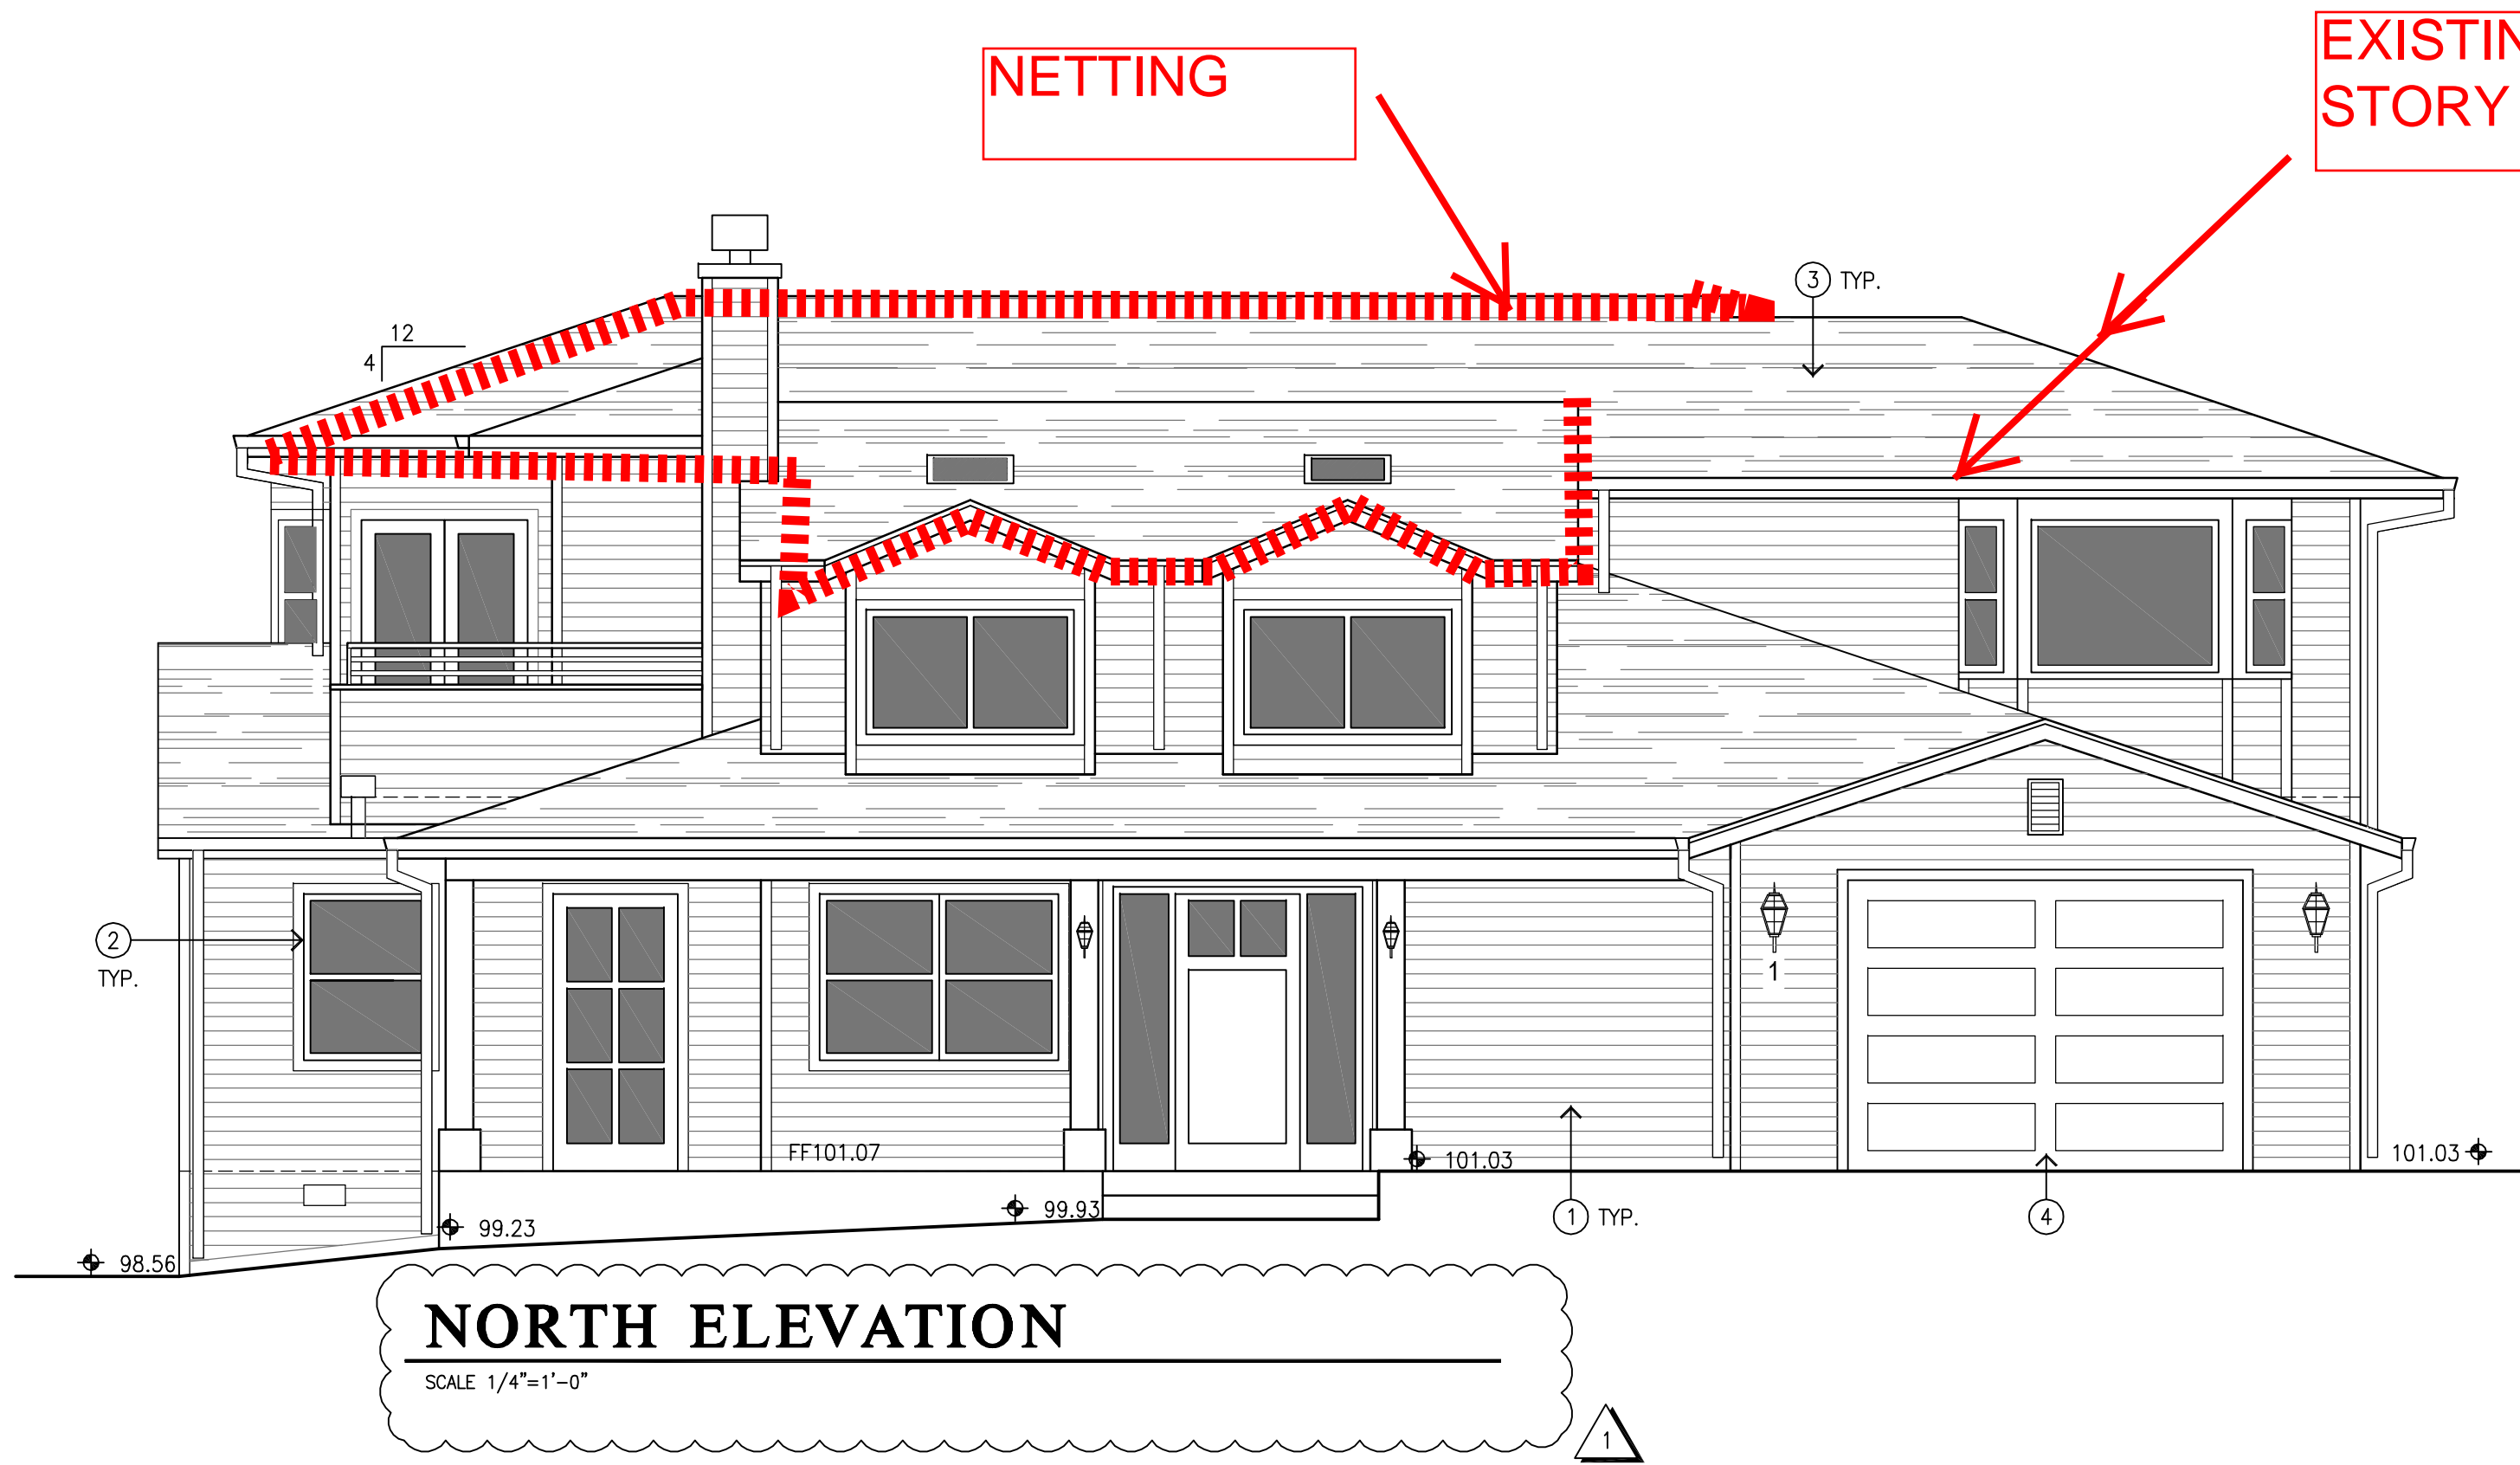 NETTING
EXISTIN
STORY
3 TYP.
12
4
2
TYP.
1
FF101.07
101.03
101.03
99.93
99.23
98.56
1 TYP.
4
NORTH ELEVATION
SCALE 1/4"=1'-0"
1